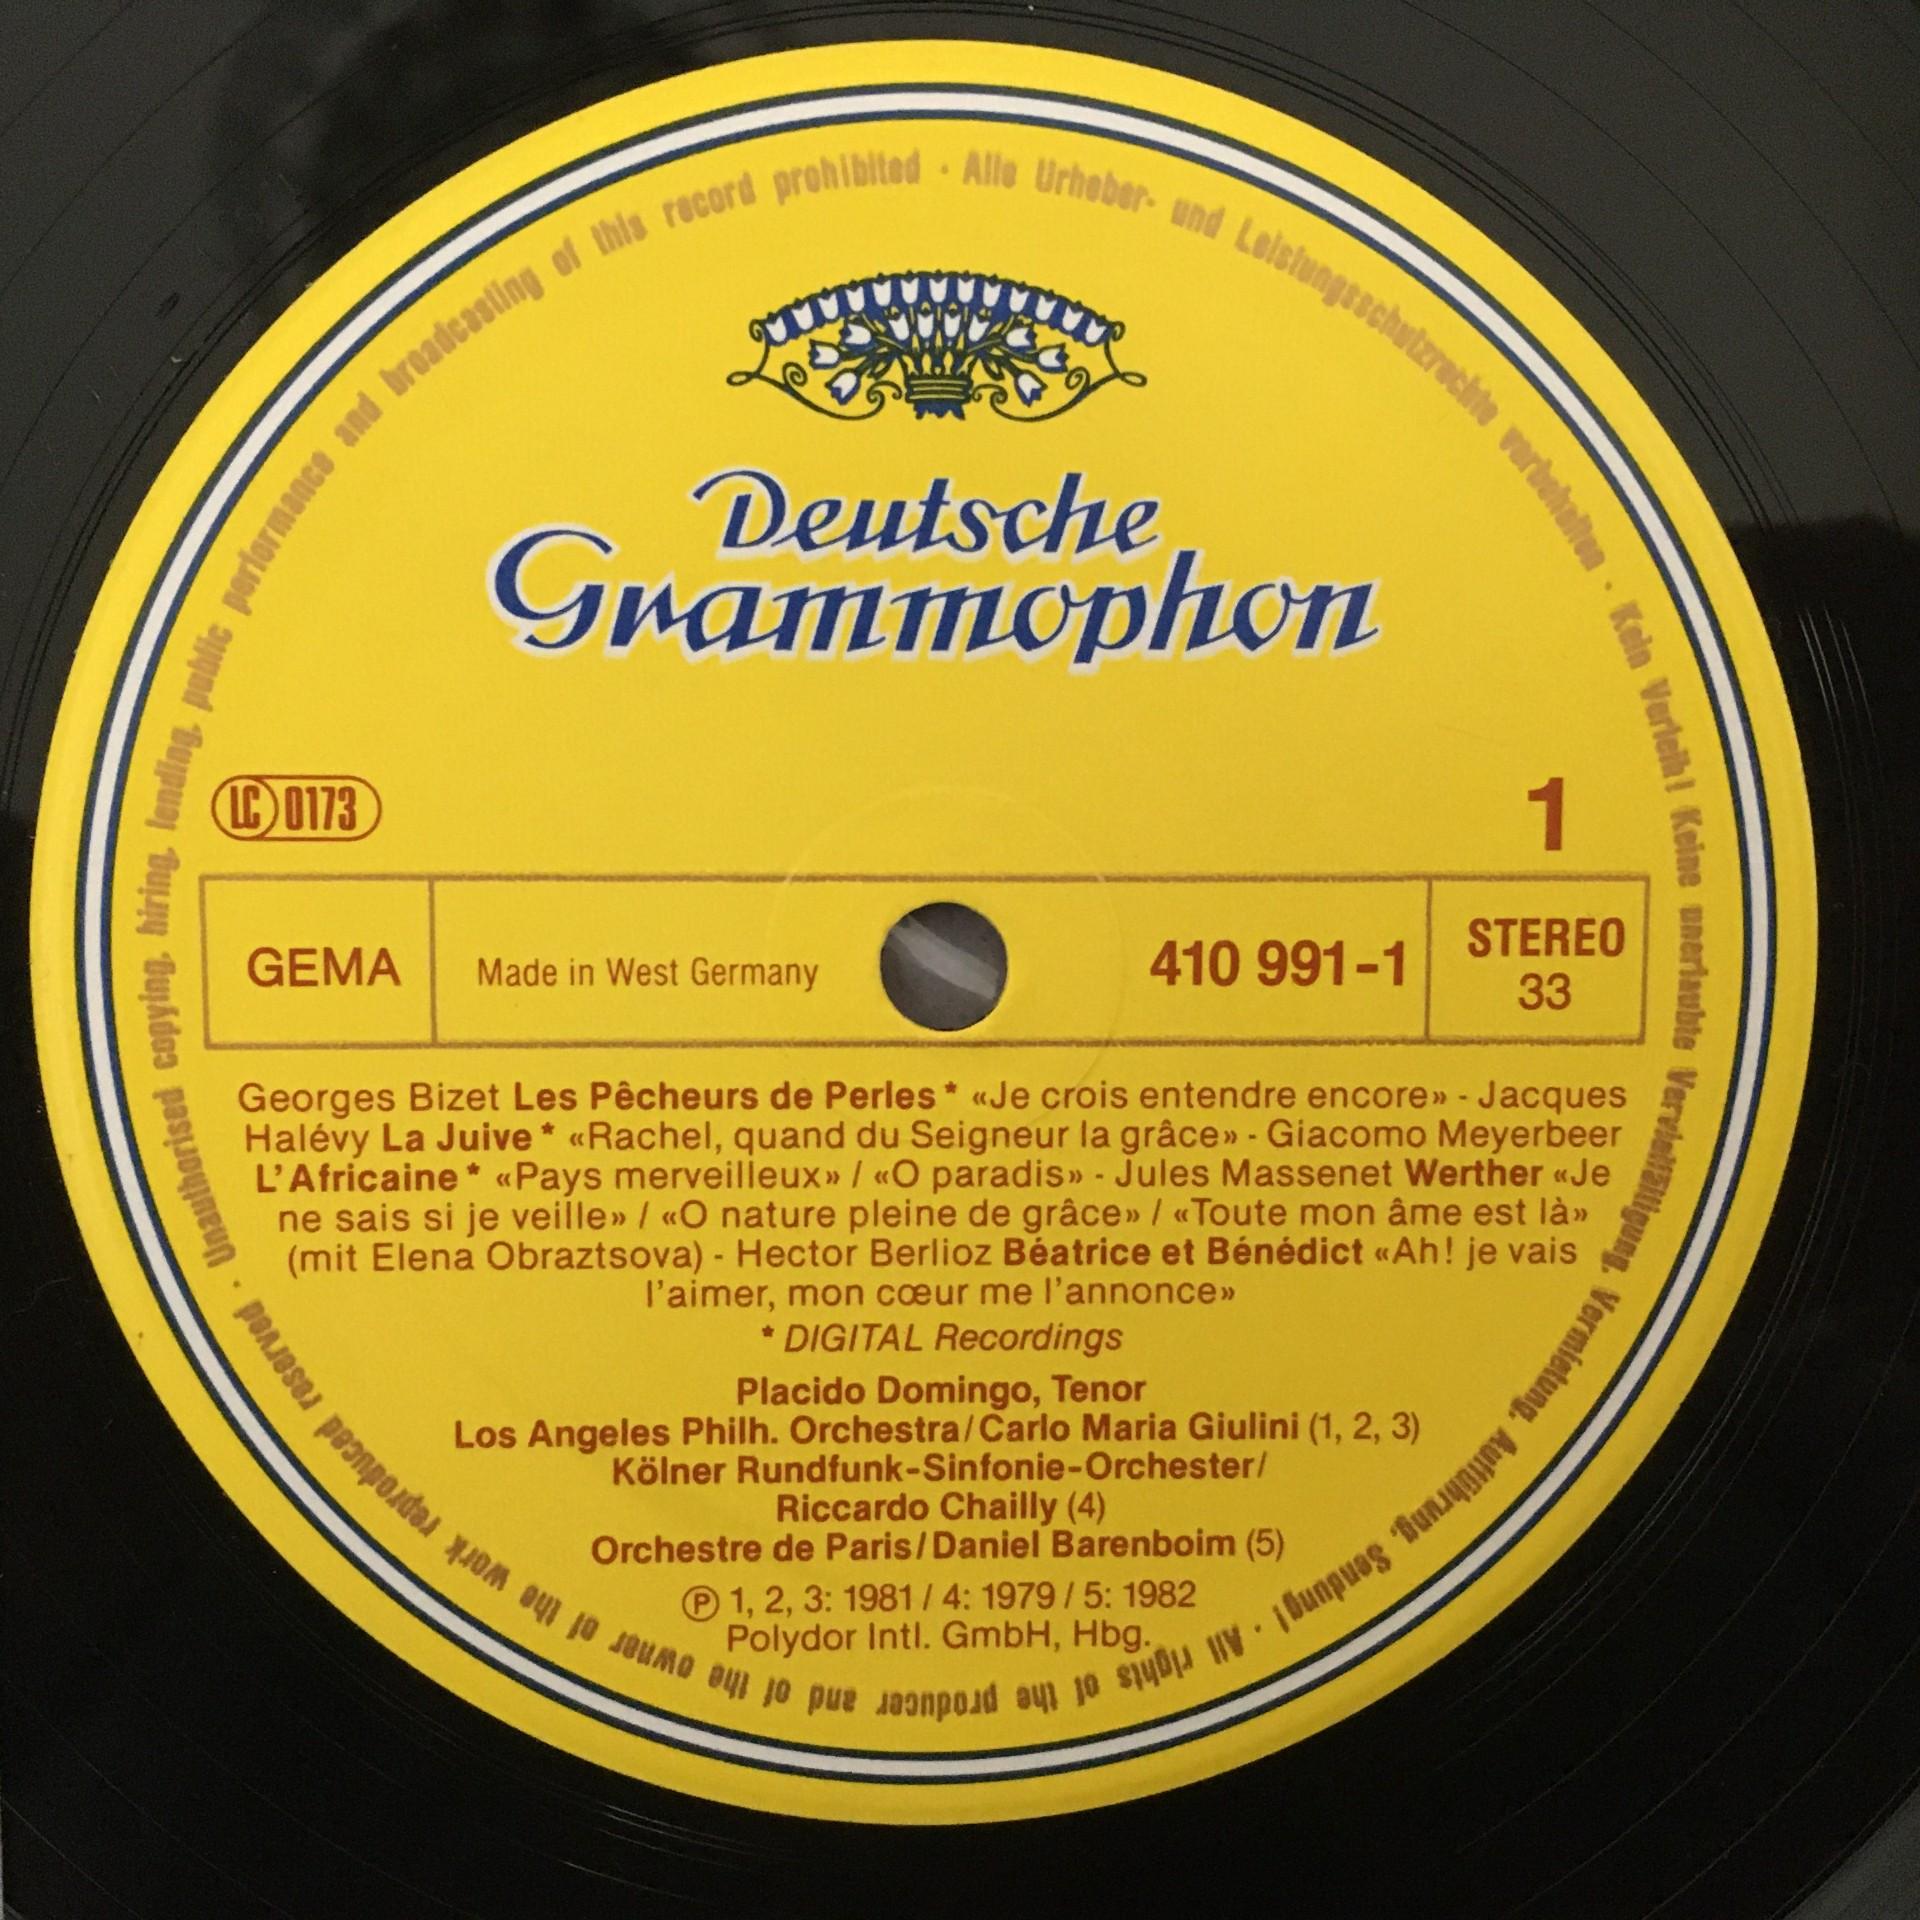 Deutsche
Grammophon
LC 0173
1
GEMA
Made in West Germany
410 991-1
STEREO
33
Georges Bizet Les Pêcheurs de Perles* «Je crois entendre encore» - Jacques
Halévy La Juive* «Rachel, quand du Seigneur la grâce» - Giacomo Meyerbeer
L'Africaine* «Pays merveilleux» / «O paradis» - Jules Massenet Werther «Je
ne sais si je veille» / «O nature pleine de grâce» / «Toute mon âme est là»
(mit Elena Obraztsova) - Hector Berlioz Béatrice et Bénédict «Ah! je vais
l'aimer, mon cœur me l'annonce»
* DIGITAL Recordings
Placido Domingo, Tenor
Los Angeles Philh. Orchestra/Carlo Maria Giulini (1, 2, 3)
Kölner Rundfunk-Sinfonie-Orchester/
Riccardo Chailly (4)
Orchestre de Paris/Daniel Barenboim (5)
Ⓟ 1, 2, 3: 1981 / 4: 1979 / 5: 1982
Polydor Intl. GmbH, Hbg.
Alle Urheber- und Leistungsschutzrechte vorbehalten · Kein Verleih! Keine unerlaubte Vervielfältigung, Vermietung, Aufführung, Sendung! · All rights of the producer and of the owner of the work reproduced reserved · Unauthorised copying, hiring, lending, public performance and broadcasting of this record prohibited ·